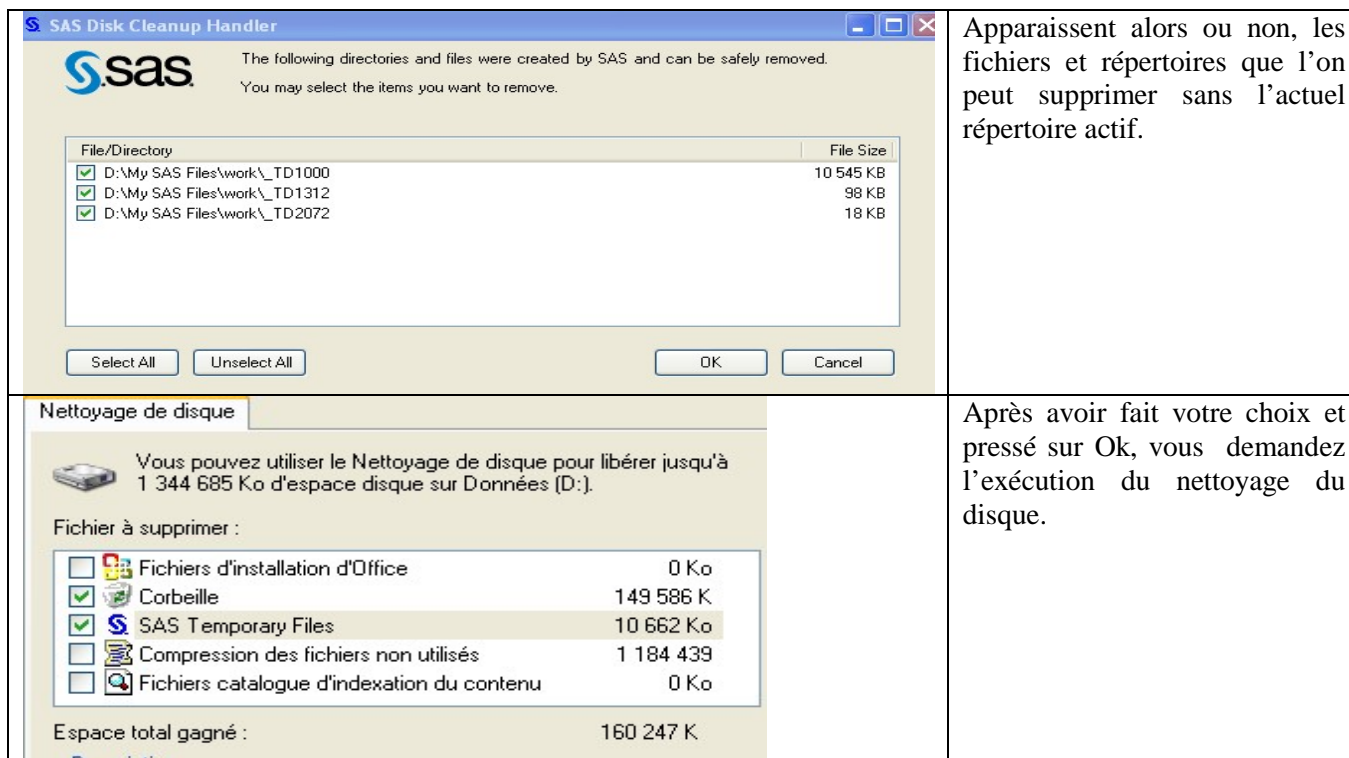 SAS Disk Cleanup Handler
sas
The following directories and files were created by SAS and can be safely removed.
You may select the items you want to remove.
File/Directory File Size
D:\My SAS Files\work\_TD1000 10 545 KB
D:\My SAS Files\work\_TD1312 98 KB
D:\My SAS Files\work\_TD2072 18 KB
Select All Unselect All OK Cancel
Apparaissent alors ou non, les
fichiers et répertoires que l’on
peut supprimer sans l’actuel
répertoire actif.
Nettoyage de disque
Vous pouvez utiliser le Nettoyage de disque pour libérer jusqu'à
1 344 685 Ko d'espace disque sur Données (D:).
Fichier à supprimer :
Fichiers d'installation d'Office 0 Ko
Corbeille 149 586 K
SAS Temporary Files 10 662 Ko
Compression des fichiers non utilisés 1 184 439
Fichiers catalogue d'indexation du contenu 0 Ko
Espace total gagné : 160 247 K
Après avoir fait votre choix et
pressé sur Ok, vous demandez
l’exécution du nettoyage du
disque.